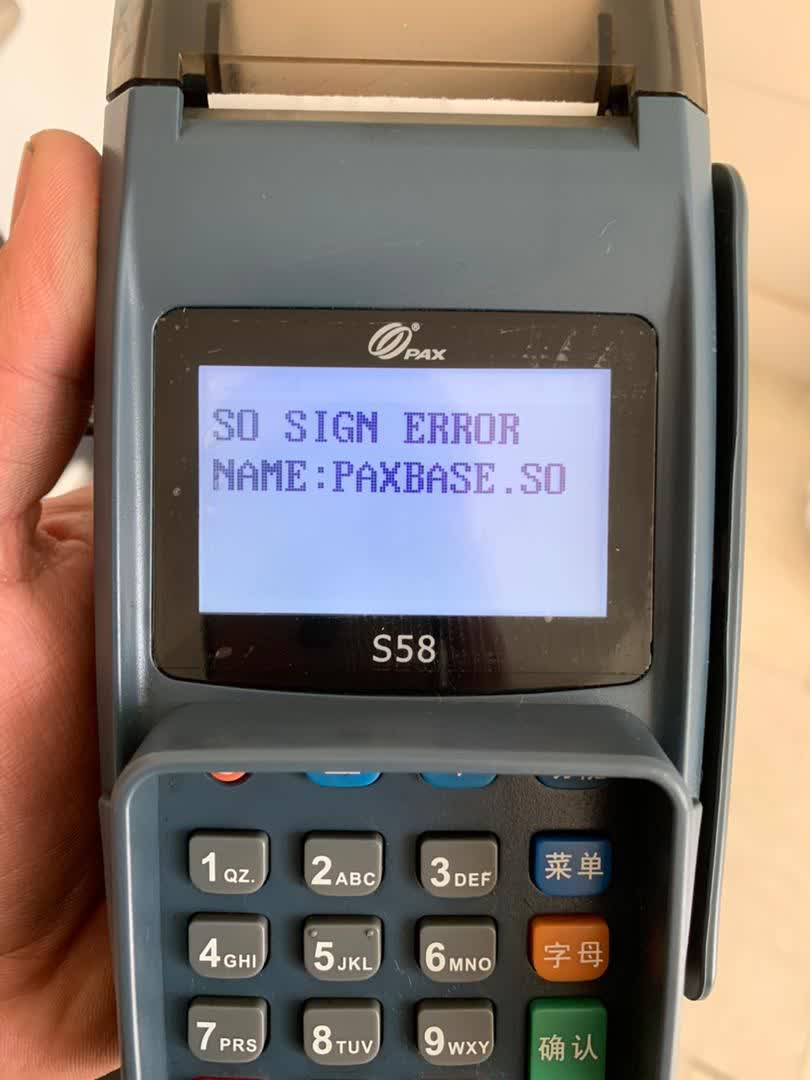 PAX
SO SIGN ERROR
NAME:PAXBASE.SO
S58
1QZ. 2ABC 3DEF 菜单
4GHI 5JKL 6MNO 字母
7PRS 8TUV 9WXY 确认